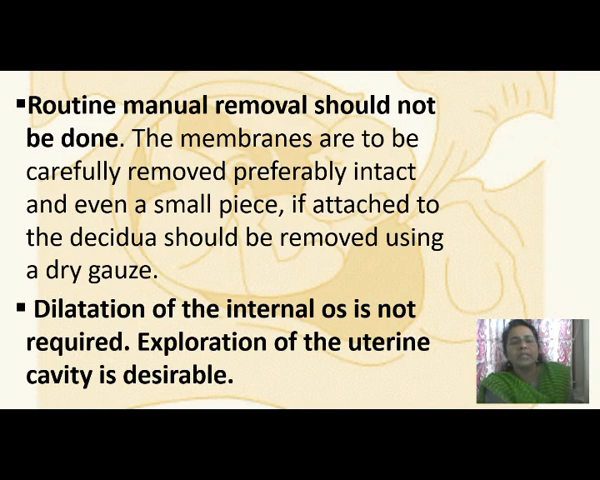 ▪Routine manual removal should not
be done. The membranes are to be
carefully removed preferably intact
and even a small piece, if attached to
the decidua should be removed using
a dry gauze.
▪ Dilatation of the internal os is not
required. Exploration of the uterine
cavity is desirable.